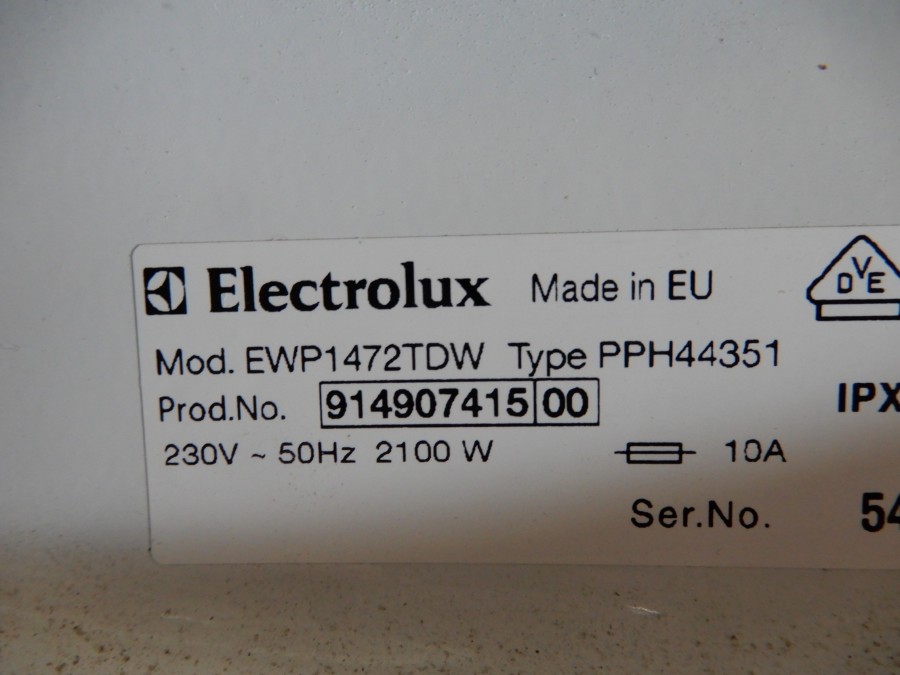 Electrolux Made in EU
DVE
Mod. EWP1472TDW Type PPH44351
Prod.No. 914907415 00
IPX
230V ~ 50Hz 2100 W 10A
Ser.No. 54